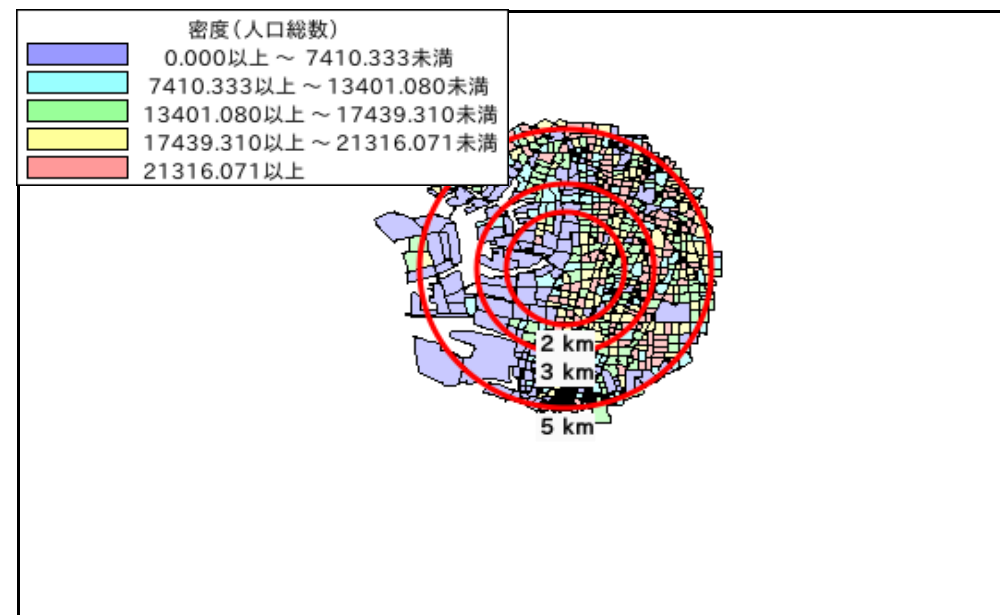 密度(人口総数)
0.000以上 ~ 7410.333未満
7410.333以上 ~ 13401.080未満
13401.080以上 ~ 17439.310未満
17439.310以上 ~ 21316.071未満
21316.071以上
2 km
3 km
5 km